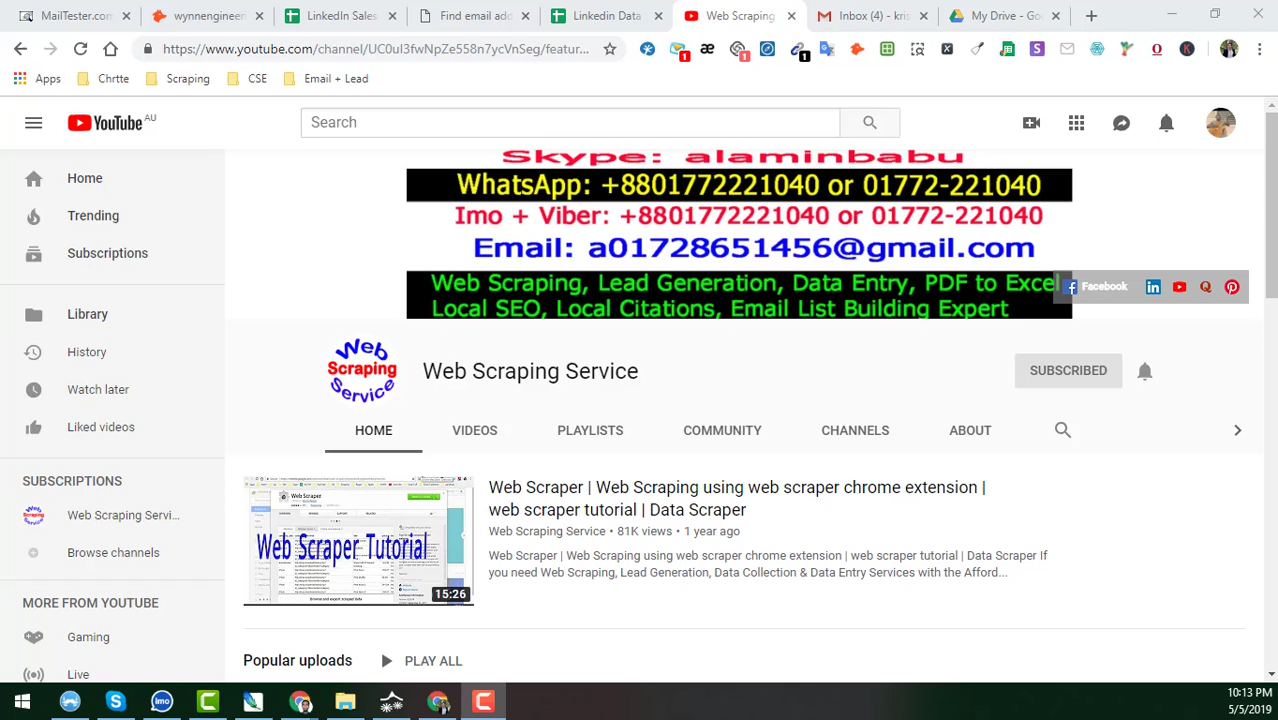 MailTester.com
wynnengineeri
LinkedIn Sales
Find email add
Linkedin Data
Web Scraping
Inbox (4) - kris
My Drive - Goo
https://www.youtube.com/channel/UC0uI3fwNpZe558n7ycVnSeg/featur...
Apps
Chrtte
Scraping
CSE
Email + Lead
YouTube AU
Search
Skype: alaminbabu
WhatsApp: +8801772221040 or 01772-221040
Imo + Viber: +8801772221040 or 01772-221040
Email: a01728651456@gmail.com
Web Scraping, Lead Generation, Data Entry, PDF to Excel
Local SEO, Local Citations, Email List Building Expert
Facebook
Home
Trending
Subscriptions
Library
History
Watch later
Liked videos
SUBSCRIPTIONS
Web Scraping Servi...
Browse channels
MORE FROM YOUTUBE
Gaming
Live
Web Scraping Service
Web Scraping Service
SUBSCRIBED
HOME
VIDEOS
PLAYLISTS
COMMUNITY
CHANNELS
ABOUT
Web Scraper Tutorial
15:26
Web Scraper | Web Scraping using web scraper chrome extension |
web scraper tutorial | Data Scraper
Web Scraping Service • 81K views • 1 year ago
Web Scraper | Web Scraping using web scraper chrome extension | web scraper tutorial | Data Scraper If
you need Web Scraping, Lead Generation, Data Collection & Data Entry Services with the Affordable
Popular uploads
PLAY ALL
10:13 PM
5/5/2019